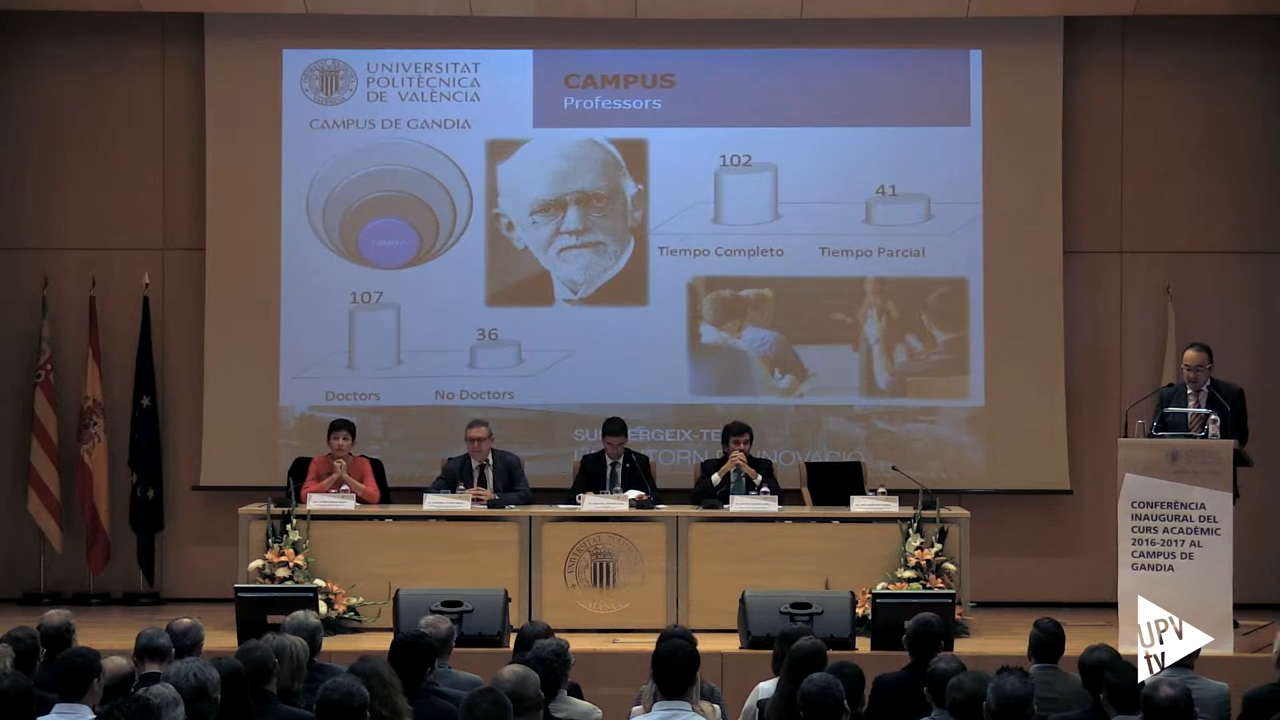 UNIVERSITAT
POLITÈCNICA
DE VALÈNCIA
CAMPUS DE GANDIA
CAMPUS
Professors
102
41
Tiempo Completo
Tiempo Parcial
107
36
Doctors
No Doctors
CONFERÈNCIA
INAUGURAL DEL
CURS ACADÈMIC
2016-2017 AL
CAMPUS DE
GANDIA
UPV
tv